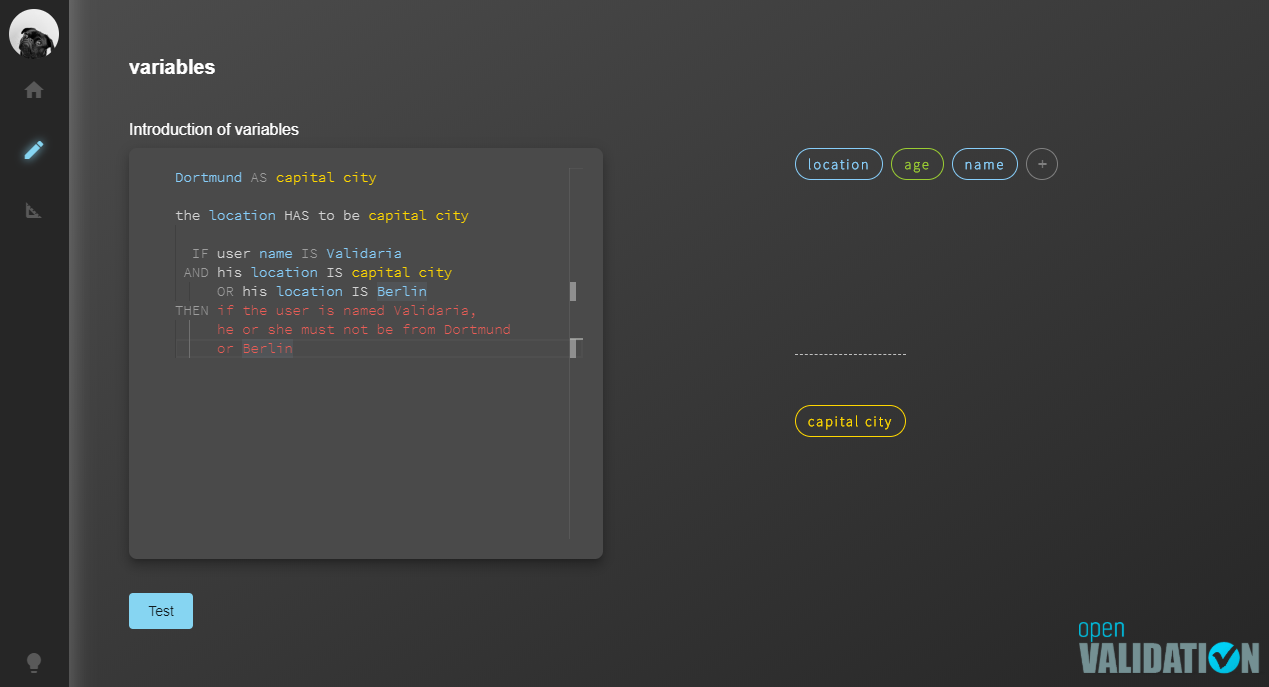 variables
Introduction of variables
Dortmund AS capital city
the location HAS to be capital city
IF user name IS Validaria
AND his location IS capital city
OR his location IS Berlin
THEN if the user is named Validaria,
he or she must not be from Dortmund
or Berlin
location age name +
capital city
Test
open
VALIDATION